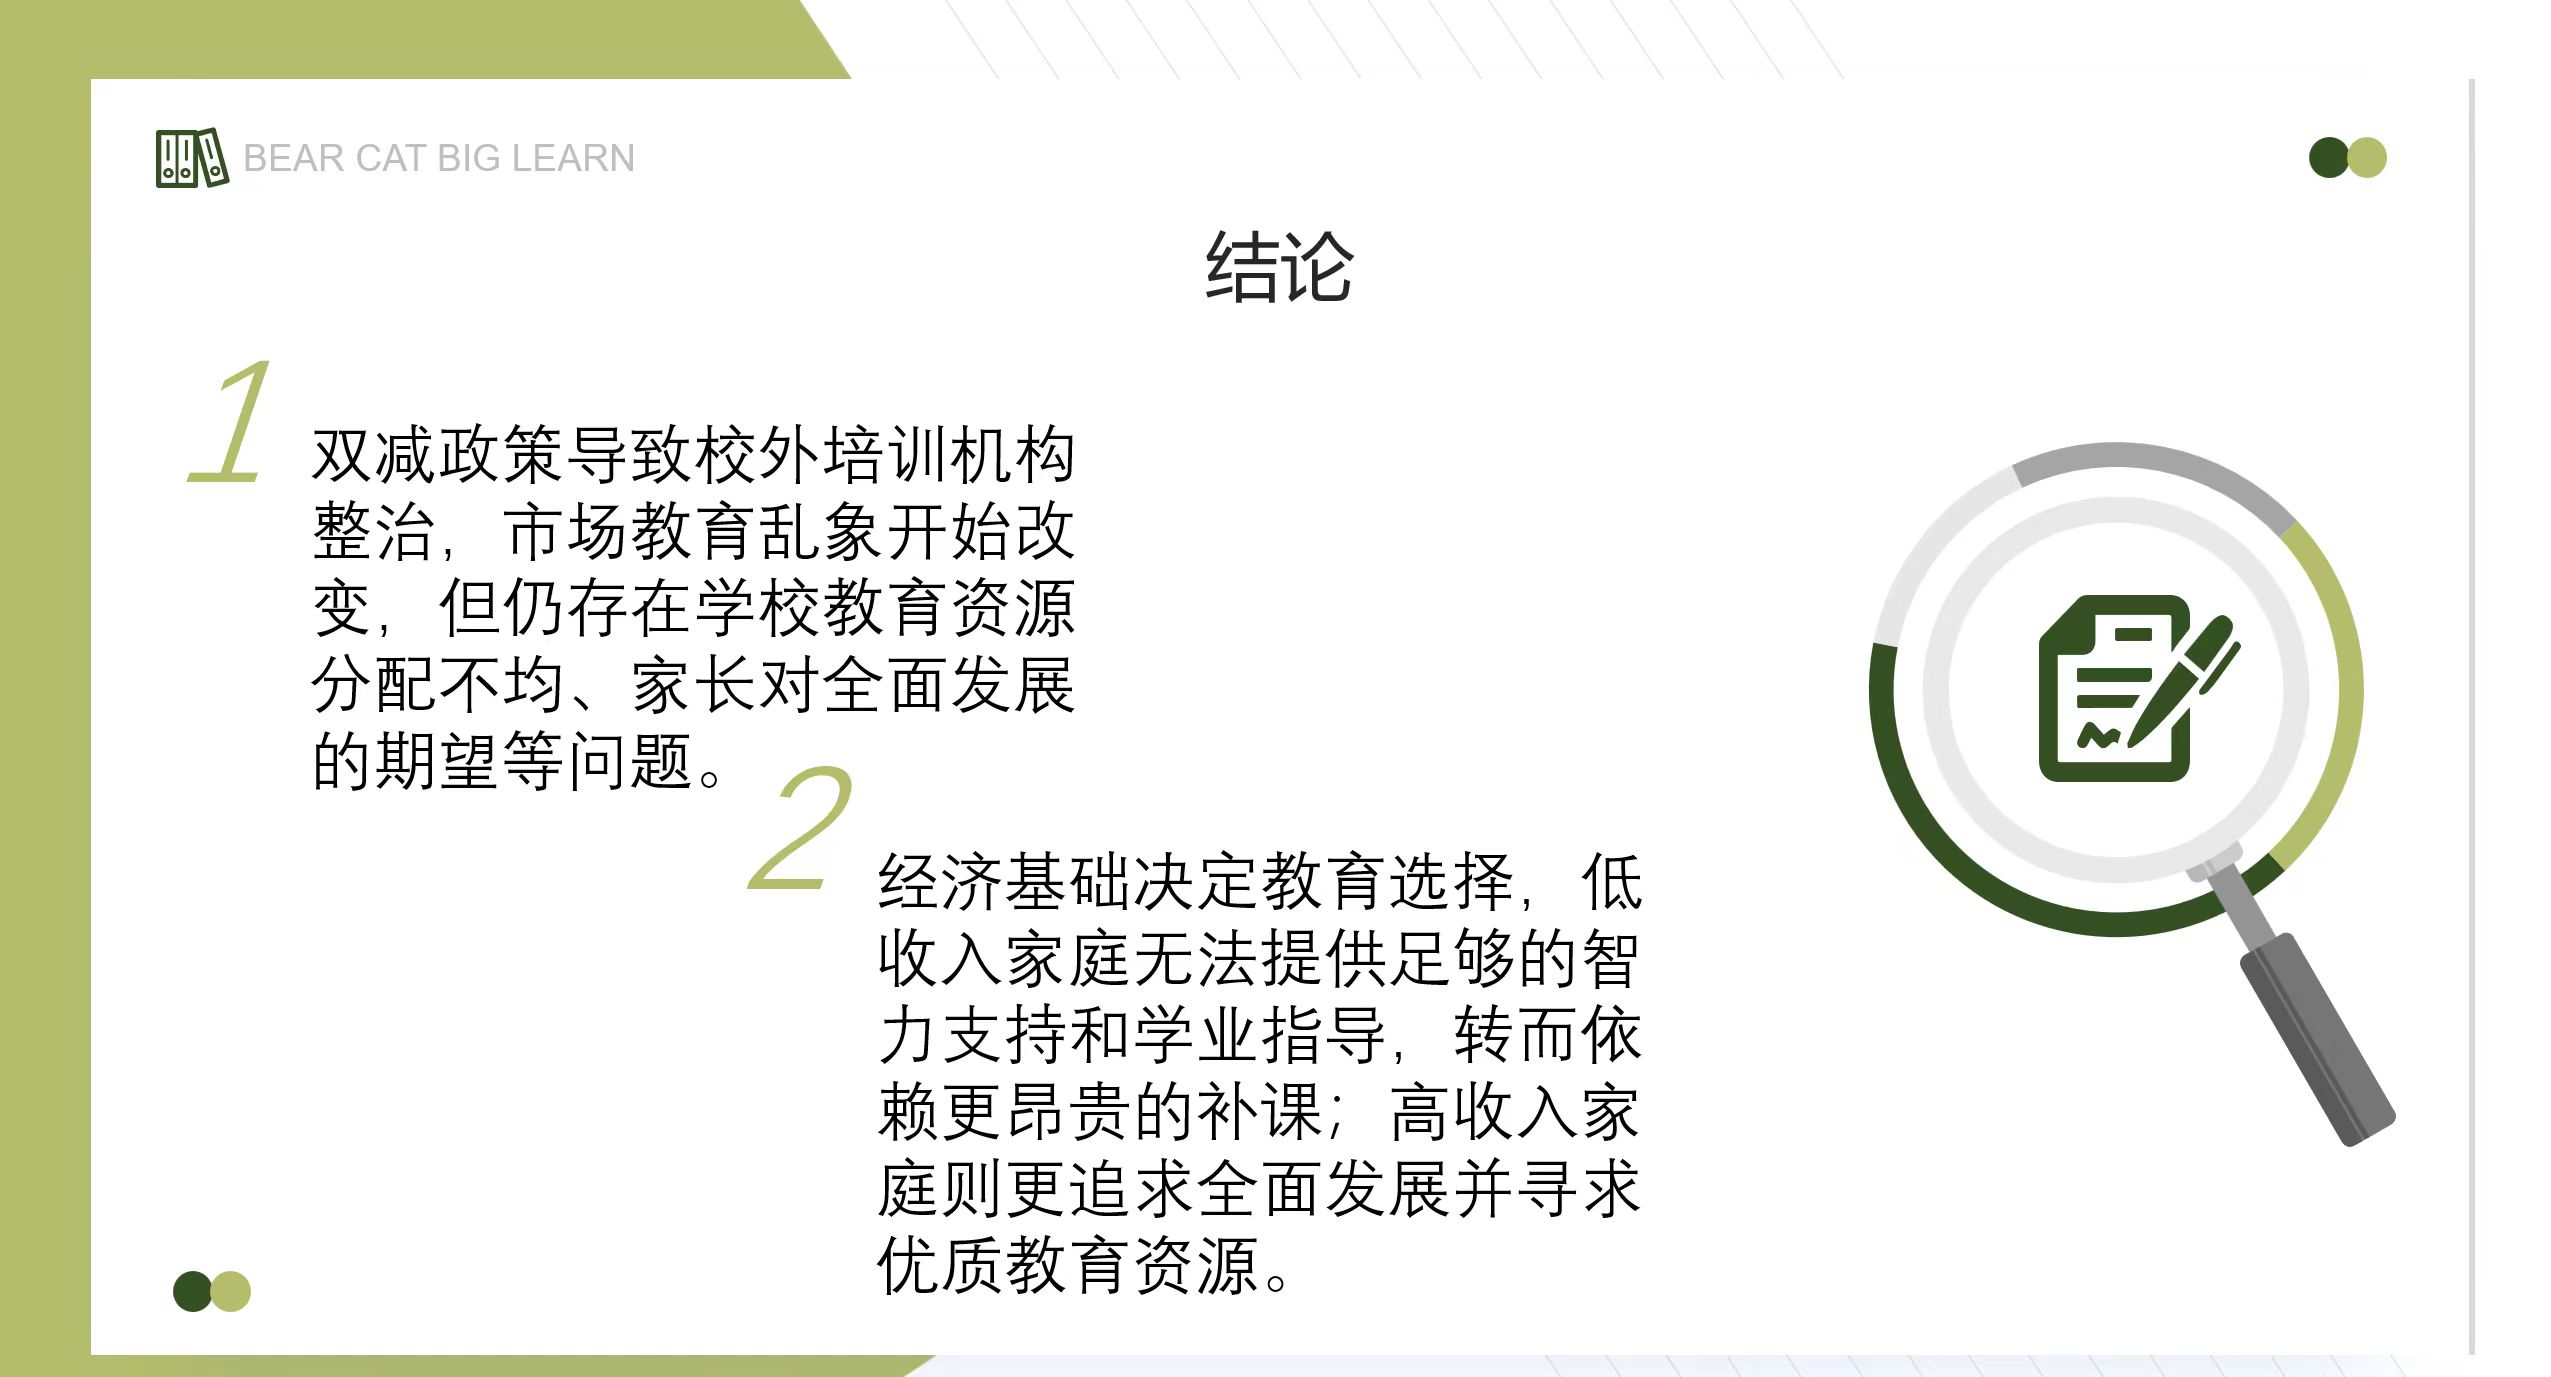 BEAR CAT BIG LEARN
结论
1
双减政策导致校外培训机构
整治，市场教育乱象开始改
变，但仍存在学校教育资源
分配不均、家长对全面发展
的期望等问题。
2
经济基础决定教育选择，低
收入家庭无法提供足够的智
力支持和学业指导，转而依
赖更昂贵的补课；高收入家
庭则更追求全面发展并寻求
优质教育资源。